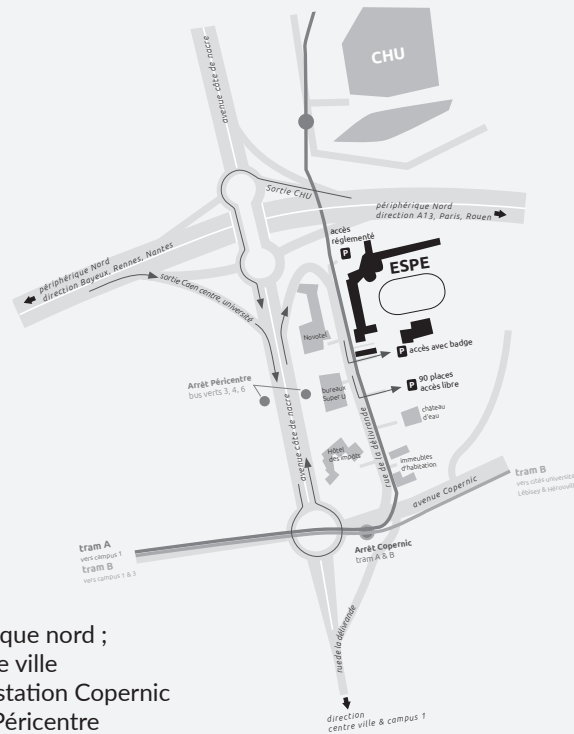 CHU
avenue côte de nacre
Sortie CHU
périphérique Nord
direction A13, Paris, Rouen
accès
réglementé
P
ESPE
périphérique Nord
direction Bayeux, Rennes, Nantes
sortie Caen centre, université
Novotel
P accès avec badge
Arrêt Péricentre
bus verts 3, 4, 6
bureaux
Super U
P 90 places
accès libre
château
d'eau
avenue côte de nacre
rue de la délivrande
Hôtel
des impôts
immeubles
d'habitation
avenue Copernic
tram B
vers cités universit
Lébisey & Hérouvill
tram A
vers campus 1
tram B
vers campus 1 & 3
Arrêt Copernic
tram A & B
rue de la délivrande
que nord ;
e ville
station Copernic
Péricentre
direction
centre ville & campus 1